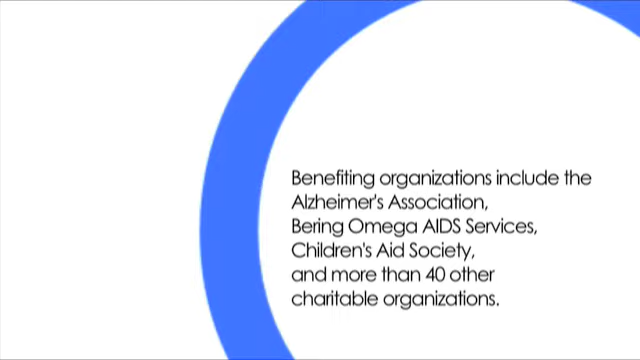 Benefiting organizations include the
Alzheimer's Association,
Bering Omega AIDS Services,
Children's Aid Society,
and more than 40 other
charitable organizations.